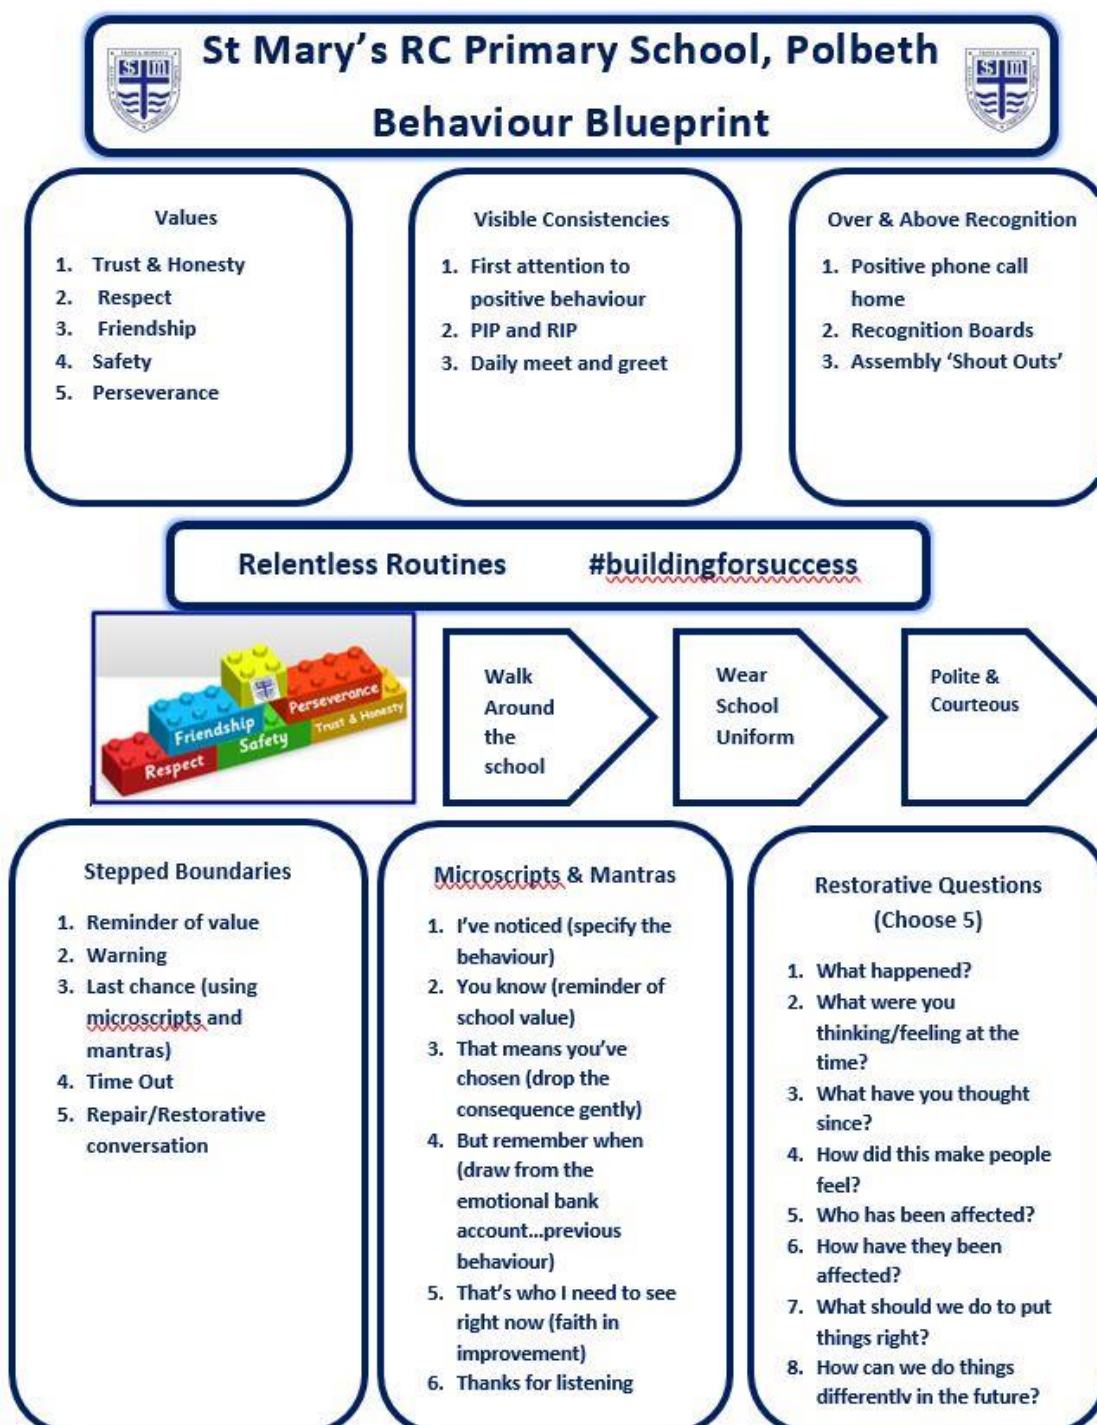 St Mary's RC Primary School, Polbeth
Behaviour Blueprint
Values
1. Trust & Honesty
2. Respect
3. Friendship
4. Safety
5. Perseverance
Visible Consistencies
1. First attention to
positive behaviour
2. PIP and RIP
3. Daily meet and greet
Over & Above Recognition
1. Positive phone call
home
2. Recognition Boards
3. Assembly ‘Shout Outs’
Relentless Routines #buildingforsuccess
Friendship
Perseverance
Respect
Safety
Trust & Honesty
Walk
Around
the
school
Wear
School
Uniform
Polite &
Courteous
Stepped Boundaries
1. Reminder of value
2. Warning
3. Last chance (using
microscripts and
mantras)
4. Time Out
5. Repair/Restorative
conversation
Microscripts & Mantras
1. I've noticed (specify the
behaviour)
2. You know (reminder of
school value)
3. That means you've
chosen (drop the
consequence gently)
4. But remember when
(draw from the
emotional bank
account...previous
behaviour)
5. That's who I need to see
right now (faith in
improvement)
6. Thanks for listening
Restorative Questions
(Choose 5)
1. What happened?
2. What were you
thinking/feeling at the
time?
3. What have you thought
since?
4. How did this make people
feel?
5. Who has been affected?
6. How have they been
affected?
7. What should we do to put
things right?
8. How can we do things
differently in the future?